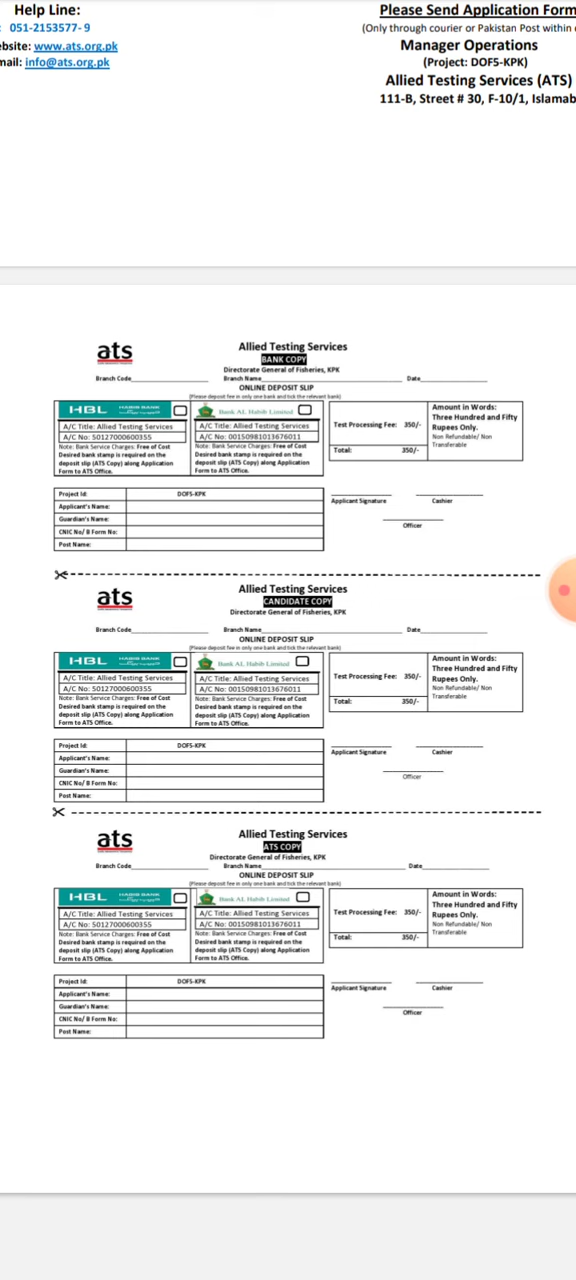 Help Line:
: 051-2153577- 9
ebsite: www.ats.org.pk
mail: info@ats.org.pk
Please Send Application Form
(Only through courier or Pakistan Post within
Manager Operations
(Project: DOF5-KPK)
Allied Testing Services (ATS)
111-B, Street # 30, F-10/1, Islamab
ats
Allied Testing Services
BANK COPY
Directorate General of Fisheries, KPK
Branch Code Branch Name Date
ONLINE DEPOSIT SLIP
(Please deposit fee in only one bank and tick the relevant bank)
HBL HABIB BANK
A/C Title: Allied Testing Services
A/C No: 50127000600355
Note: Bank Service Charges: Free of Cost
Desired bank stamp is required on the
deposit slip (ATS Copy) along Application
Form to ATS Office.
Bank AL Habib Limited
A/C Title: Allied Testing Services
A/C No: 00150981013676011
Note: Bank Service Charges: Free of Cost
Desired bank stamp is required on the
deposit slip (ATS Copy) along Application
Form to ATS Office.
Test Processing Fee: 350/-
Total: 350/-
Amount in Words:
Three Hundred and Fifty
Rupees Only.
Non Refundable/ Non
Transferable
Project Id: DOF5-KPK
Applicant's Name:
Guardian's Name:
CNIC No/ B Form No:
Post Name:
Applicant Signature Cashier
Officer
ats
Allied Testing Services
CANDIDATE COPY
Directorate General of Fisheries, KPK
Branch Code Branch Name Date
ONLINE DEPOSIT SLIP
(Please deposit fee in only one bank and tick the relevant bank)
HBL HABIB BANK
A/C Title: Allied Testing Services
A/C No: 50127000600355
Note: Bank Service Charges: Free of Cost
Desired bank stamp is required on the
deposit slip (ATS Copy) along Application
Form to ATS Office.
Bank AL Habib Limited
A/C Title: Allied Testing Services
A/C No: 00150981013676011
Note: Bank Service Charges: Free of Cost
Desired bank stamp is required on the
deposit slip (ATS Copy) along Application
Form to ATS Office.
Test Processing Fee: 350/-
Total: 350/-
Amount in Words:
Three Hundred and Fifty
Rupees Only.
Non Refundable/ Non
Transferable
Project Id: DOF5-KPK
Applicant's Name:
Guardian's Name:
CNIC No/ B Form No:
Post Name:
Applicant Signature Cashier
Officer
ats
Allied Testing Services
ATS COPY
Directorate General of Fisheries, KPK
Branch Code Branch Name Date
ONLINE DEPOSIT SLIP
(Please deposit fee in only one bank and tick the relevant bank)
HBL HABIB BANK
A/C Title: Allied Testing Services
A/C No: 50127000600355
Note: Bank Service Charges: Free of Cost
Desired bank stamp is required on the
deposit slip (ATS Copy) along Application
Form to ATS Office.
Bank AL Habib Limited
A/C Title: Allied Testing Services
A/C No: 00150981013676011
Note: Bank Service Charges: Free of Cost
Desired bank stamp is required on the
deposit slip (ATS Copy) along Application
Form to ATS Office.
Test Processing Fee: 350/-
Total: 350/-
Amount in Words:
Three Hundred and Fifty
Rupees Only.
Non Refundable/ Non
Transferable
Project Id: DOF5-KPK
Applicant's Name:
Guardian's Name:
CNIC No/ B Form No:
Post Name:
Applicant Signature Cashier
Officer